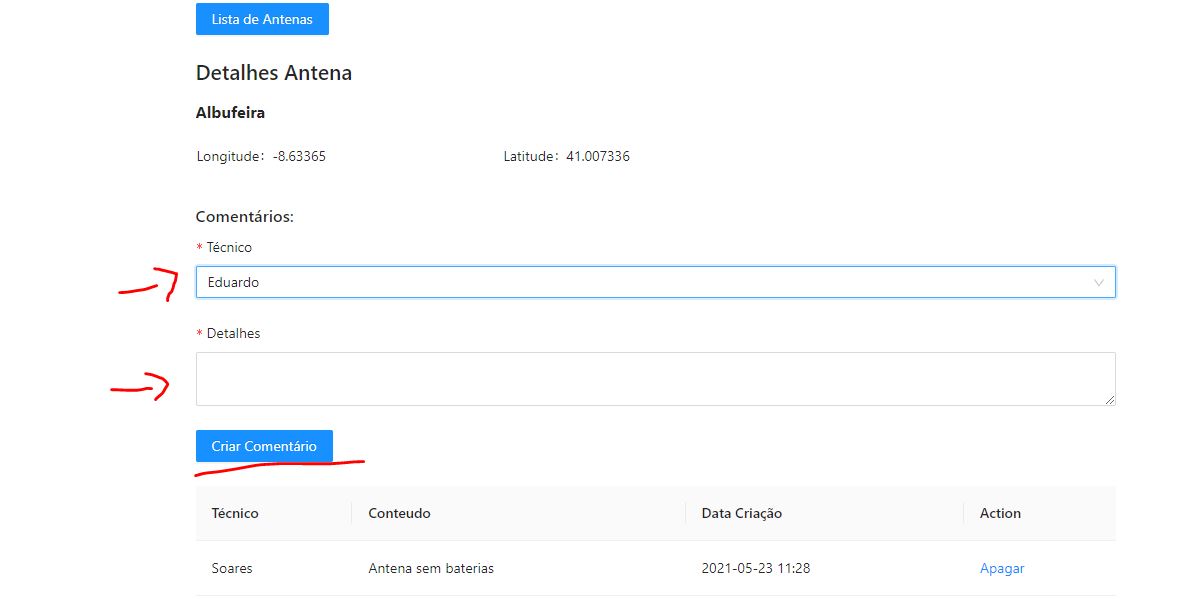 Lista de Antenas
Detalhes Antena
Albufeira
Longitude: -8.63365 Latitude: 41.007336
Comentários:
* Técnico
Eduardo
* Detalhes
Criar Comentário
Técnico Conteudo Data Criação Action
Soares Antena sem baterias 2021-05-23 11:28 Apagar